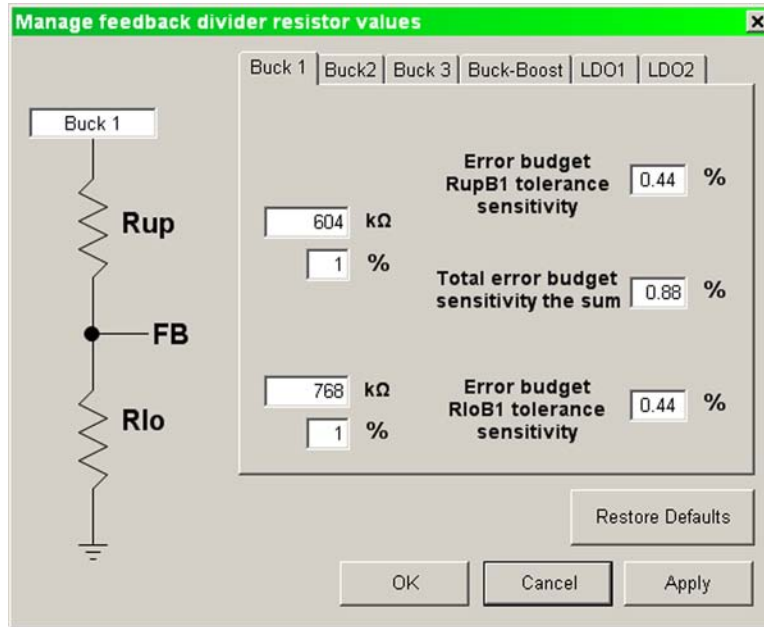 Manage feedback divider resistor values
Buck 1 Buck2 Buck 3 Buck-Boost LDO1 LDO2
Buck 1
Rup
FB
Rlo
604 kΩ
1 %
768 kΩ
1 %
Error budget
RupB1 tolerance
sensitivity
0.44 %
Total error budget
sensitivity the sum
0.88 %
Error budget
RloB1 tolerance
sensitivity
0.44 %
Restore Defaults
OK Cancel Apply